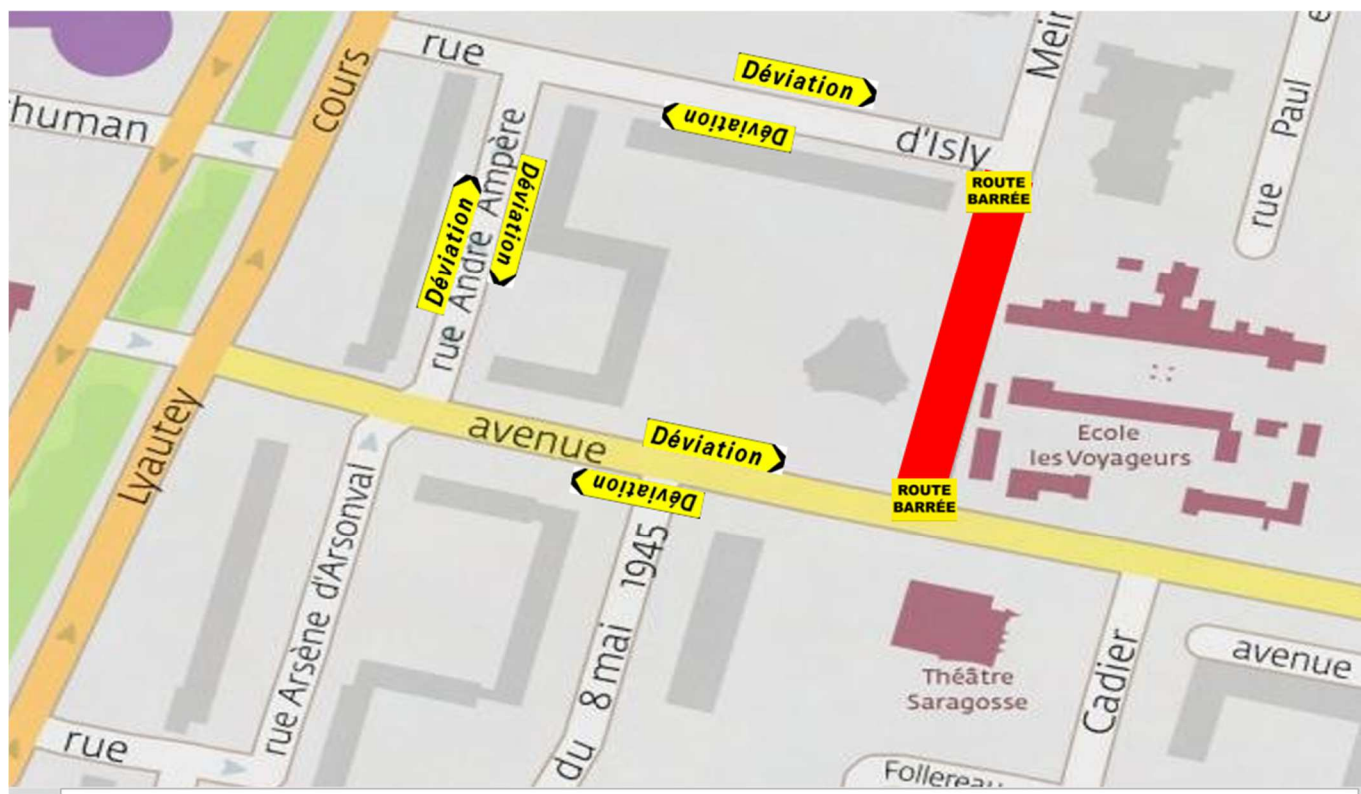 rue
Mein
e
Déviation
cours
human
Déviation
d'Isly
rue Paul
rue André Ampère
Déviation
Déviation
ROUTE
BARRÉE
Lyautey
avenue
Déviation
Déviation
Ecole
les Voyageurs
ROUTE
BARRÉE
rue Arsène d'Arsonval
du 8 mai 1945
Théâtre
Saragosse
Cadier
avenue
rue
Follereau